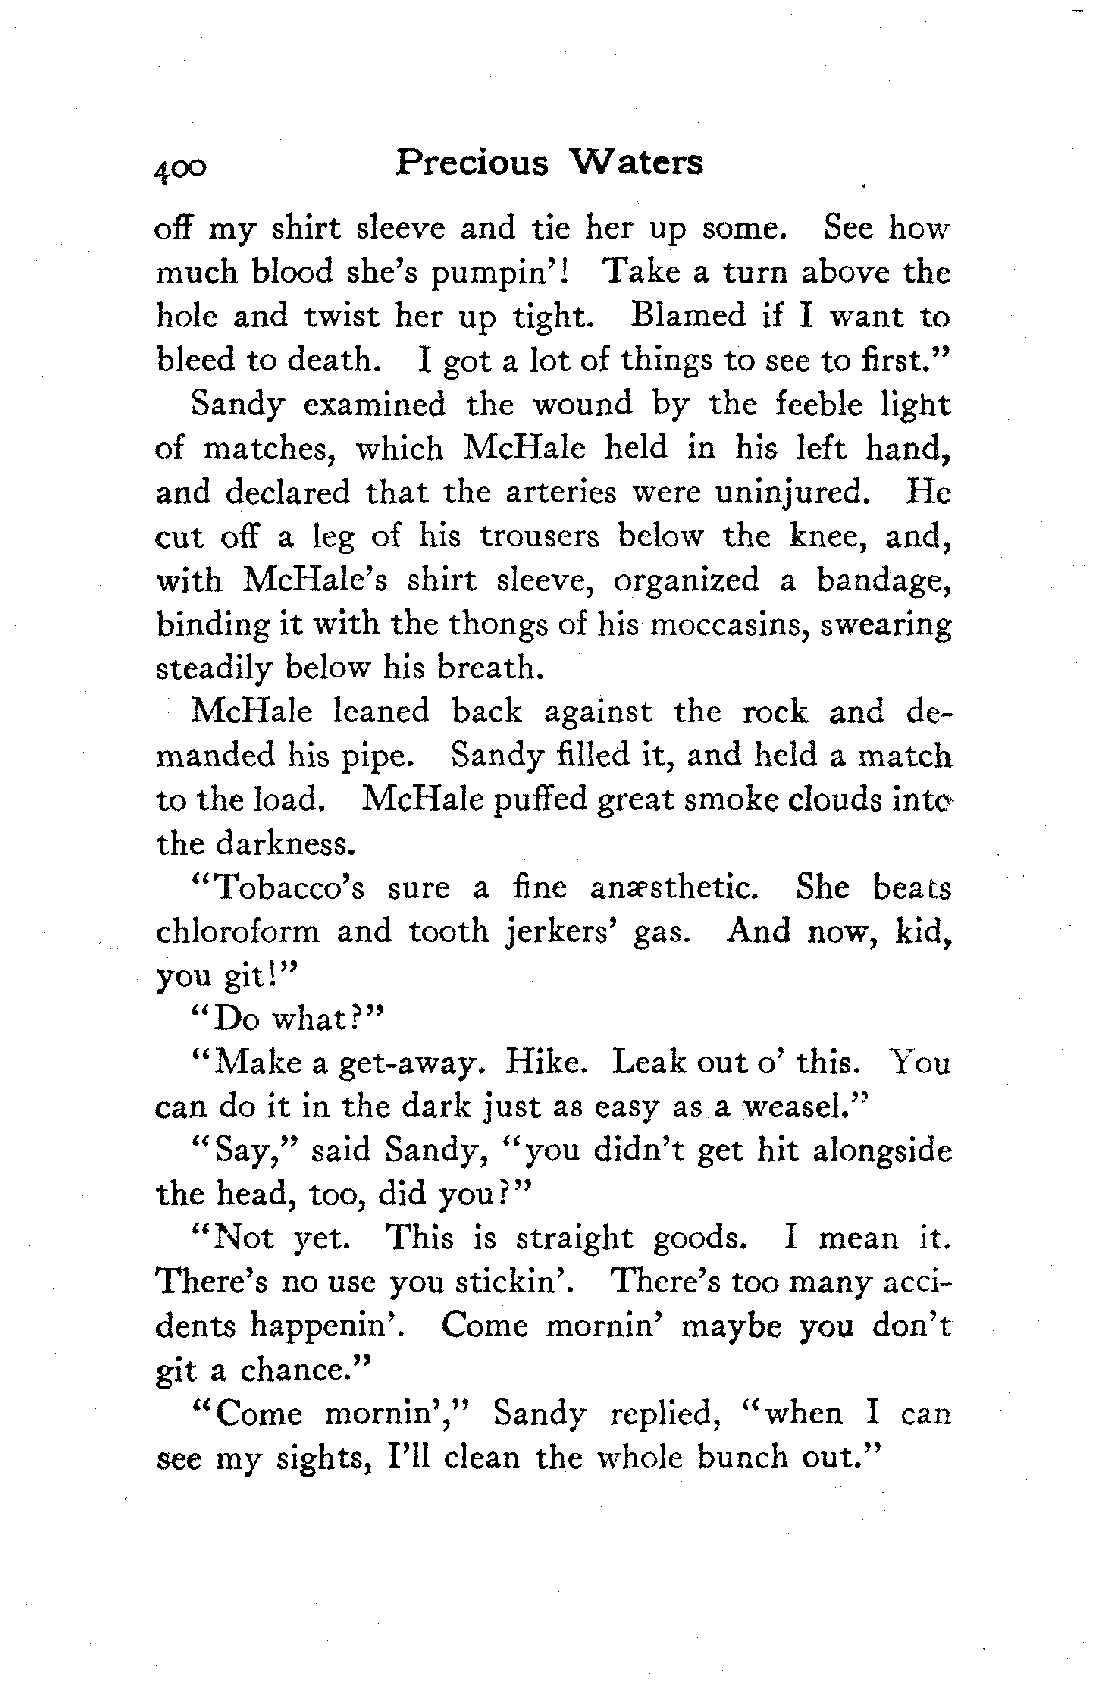 400 Precious Waters
off my shirt sleeve and tie her up some. See how
much blood she's pumpin'! Take a turn above the
hole and twist her up tight. Blamed if I want to
bleed to death. I got a lot of things to see to first."
Sandy examined the wound by the feeble light
of matches, which McHale held in his left hand,
and declared that the arteries were uninjured. He
cut off a leg of his trousers below the knee, and,
with McHale's shirt sleeve, organized a bandage,
binding it with the thongs of his moccasins, swearing
steadily below his breath.
McHale leaned back against the rock and de-
manded his pipe. Sandy filled it, and held a match
to the load. McHale puffed great smoke clouds into
the darkness.
"Tobacco's sure a fine anæsthetic. She beats
chloroform and tooth jerkers' gas. And now, kid,
you git!"
"Do what?"
"Make a get-away. Hike. Leak out o' this. You
can do it in the dark just as easy as a weasel."
"Say," said Sandy, "you didn't get hit alongside
the head, too, did you?"
"Not yet. This is straight goods. I mean it.
There's no use you stickin'. There's too many acci-
dents happenin'. Come mornin' maybe you don't
git a chance."
"Come mornin'," Sandy replied, "when I can
see my sights, I'll clean the whole bunch out."